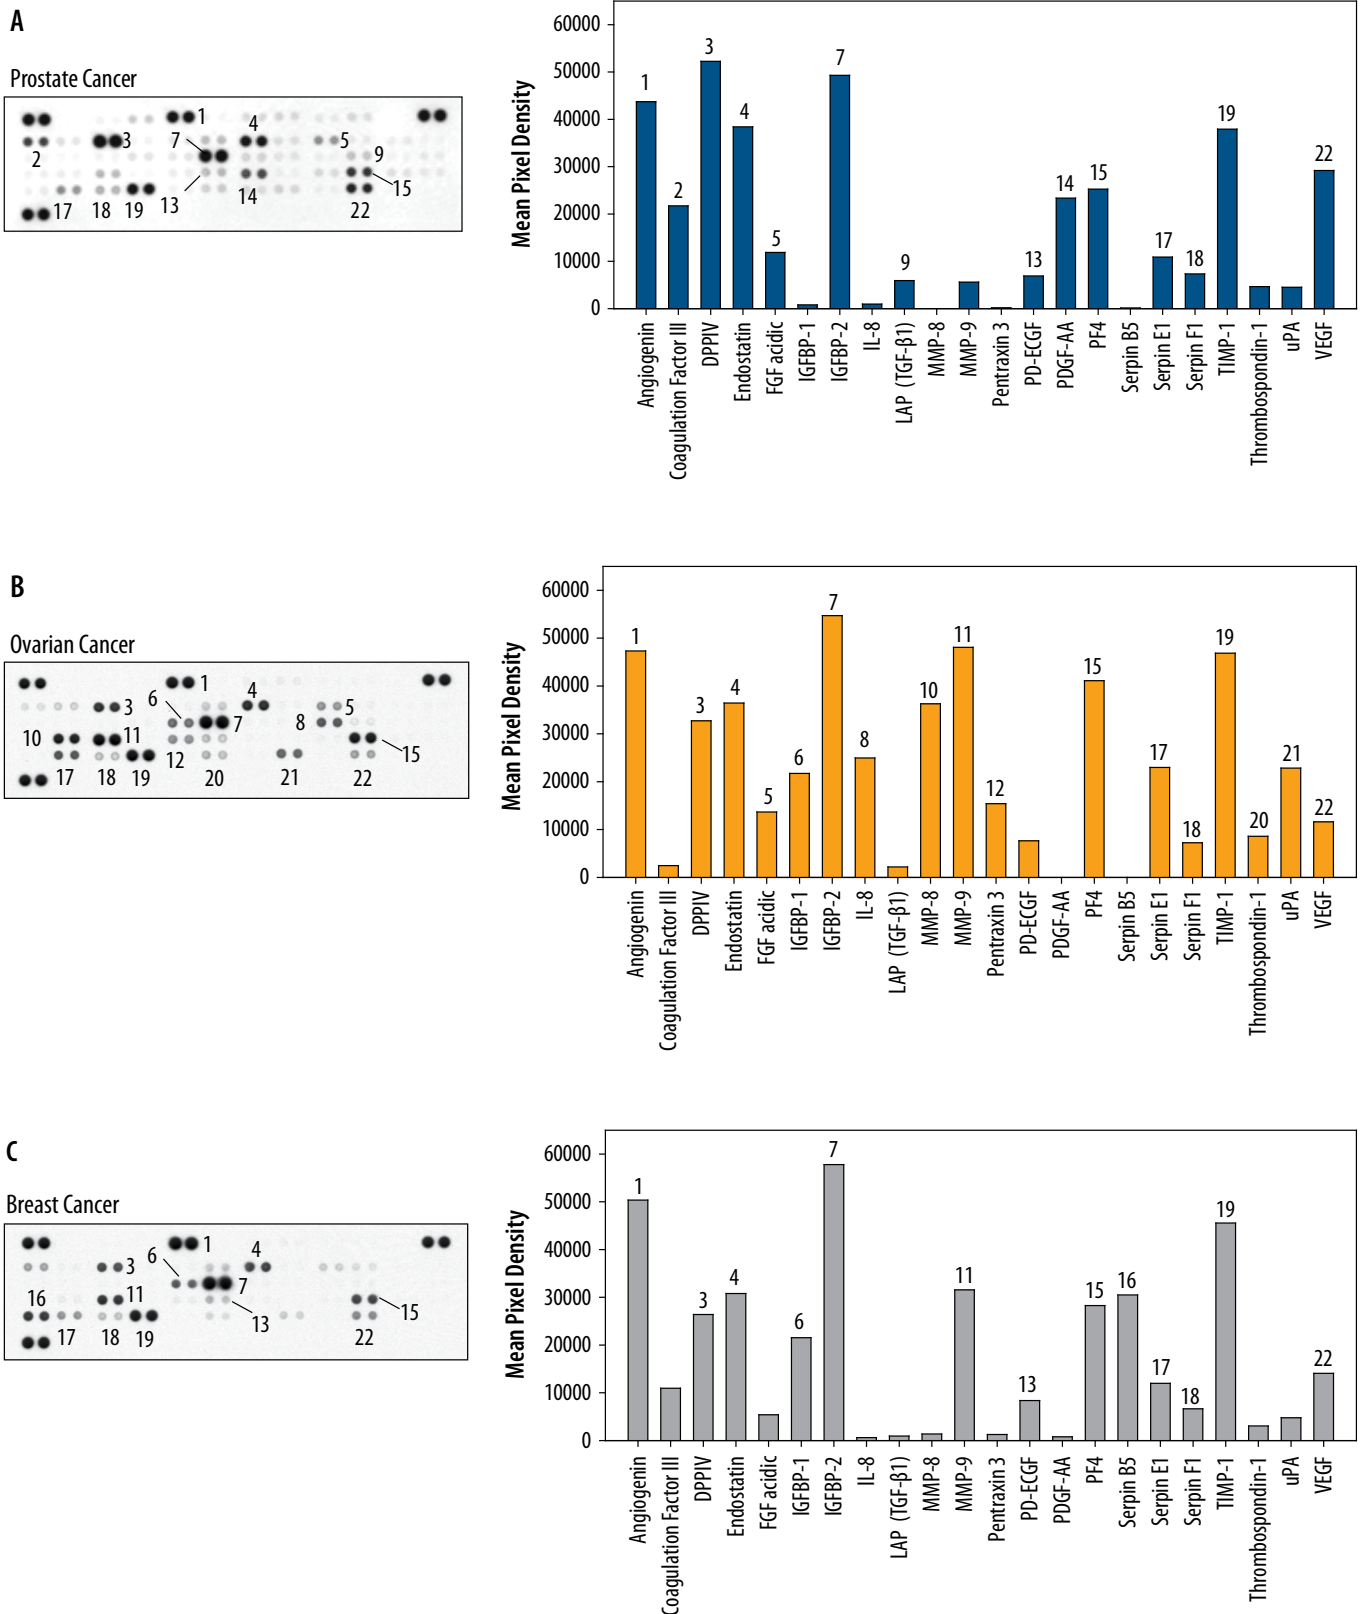 A
Prostate Cancer
1
7
4
3
5
2
9
13
14
15
17
18
19
22
Mean Pixel Density
60000
50000
40000
30000
20000
10000
0
1
2
3
4
5
7
9
13
14
15
17
18
19
22
Angiogenin
Coagulation Factor III
DPPIV
Endostatin
FGF acidic
IGFBP-1
IGFBP-2
IL-8
LAP (TGF-β1)
MMP-8
MMP-9
Pentraxin 3
PD-ECGF
PDGF-AA
PF4
Serpin B5
Serpin E1
Serpin F1
TIMP-1
Thrombospondin-1
uPA
VEGF
B
Ovarian Cancer
1
6
4
3
7
8
5
10
11
12
15
17
18
19
20
21
22
Mean Pixel Density
60000
50000
40000
30000
20000
10000
0
1
3
4
5
6
7
8
10
11
12
15
17
18
19
20
21
22
Angiogenin
Coagulation Factor III
DPPIV
Endostatin
FGF acidic
IGFBP-1
IGFBP-2
IL-8
LAP (TGF-β1)
MMP-8
MMP-9
Pentraxin 3
PD-ECGF
PDGF-AA
PF4
Serpin B5
Serpin E1
Serpin F1
TIMP-1
Thrombospondin-1
uPA
VEGF
C
Breast Cancer
1
6
4
3
7
16
11
13
15
17
18
19
22
Mean Pixel Density
60000
50000
40000
30000
20000
10000
0
1
3
4
6
7
11
13
15
16
17
18
19
22
Angiogenin
Coagulation Factor III
DPPIV
Endostatin
FGF acidic
IGFBP-1
IGFBP-2
IL-8
LAP (TGF-β1)
MMP-8
MMP-9
Pentraxin 3
PD-ECGF
PDGF-AA
PF4
Serpin B5
Serpin E1
Serpin F1
TIMP-1
Thrombospondin-1
uPA
VEGF